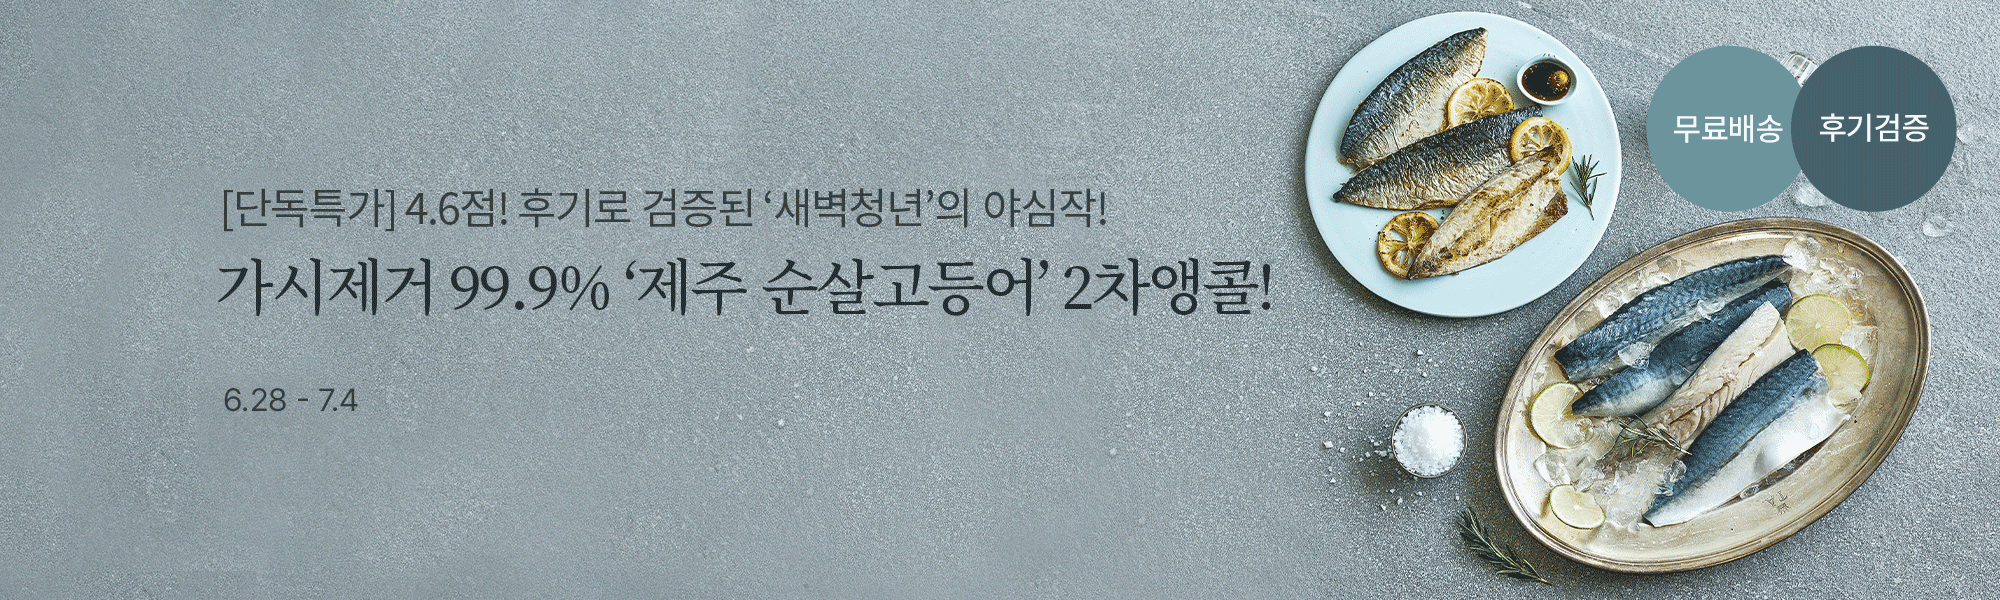 [단독특가] 4.6점! 후기로 검증된 ‘새벽청년’의 야심작!
가시제거 99.9% ‘제주 순살고등어’ 2차앵콜!
6.28 - 7.4
무료배송
후기검증